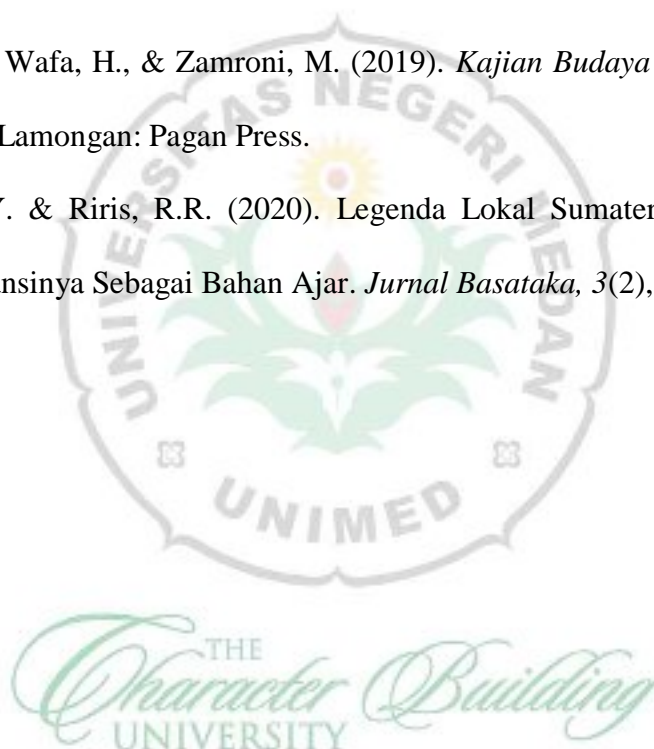 Wafa, H., & Zamroni, M. (2019). Kajian Budaya
Lamongan: Pagan Press.
Y. & Riris, R.R. (2020). Legenda Lokal Sumater
nsinya Sebagai Bahan Ajar. Jurnal Basataka, 3(2),
UNIVERSITAS NEGERI MEDAN
UNIMED
THE
Character Building
UNIVERSITY